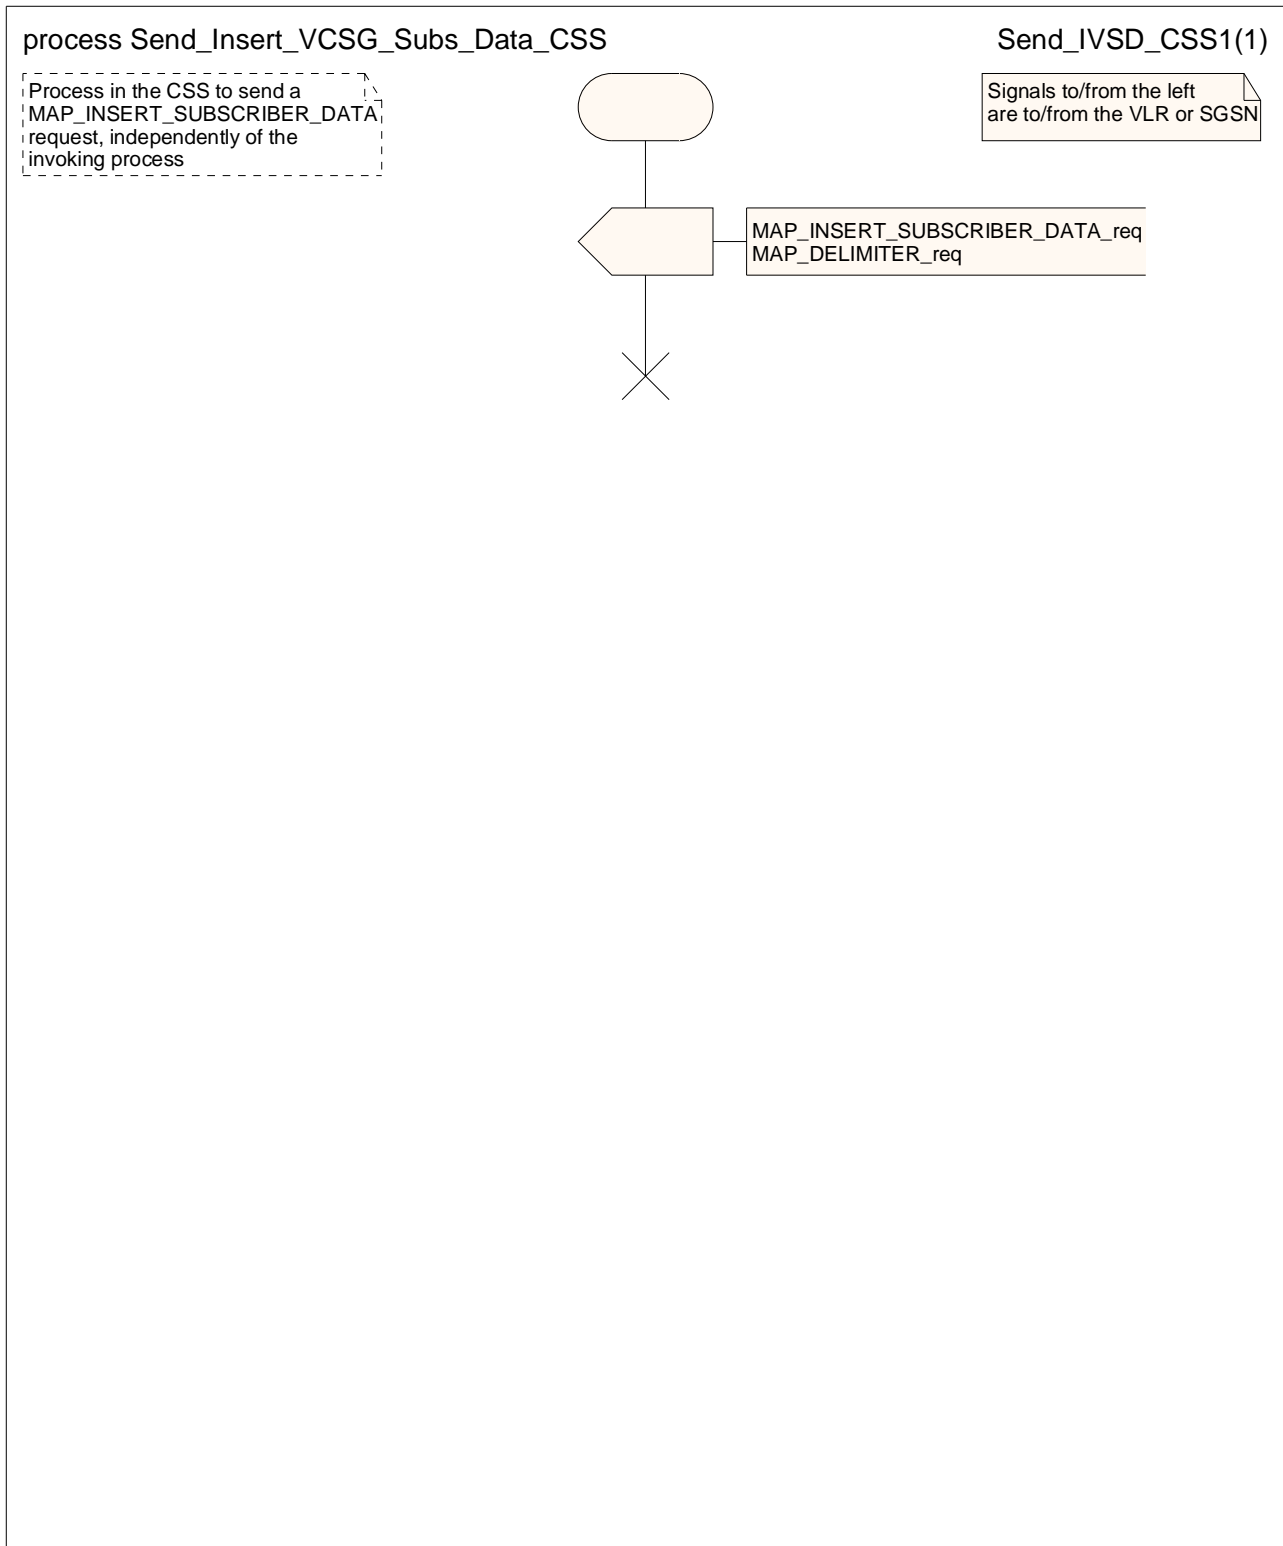 process Send_Insert_VCSG_Subs_Data_CSS
Send_IVSD_CSS1(1)
Process in the CSS to send a
MAP_INSERT_SUBSCRIBER_DATA
request, independently of the
invoking process
Signals to/from the left
are to/from the VLR or SGSN
MAP_INSERT_SUBSCRIBER_DATA_req
MAP_DELIMITER_req